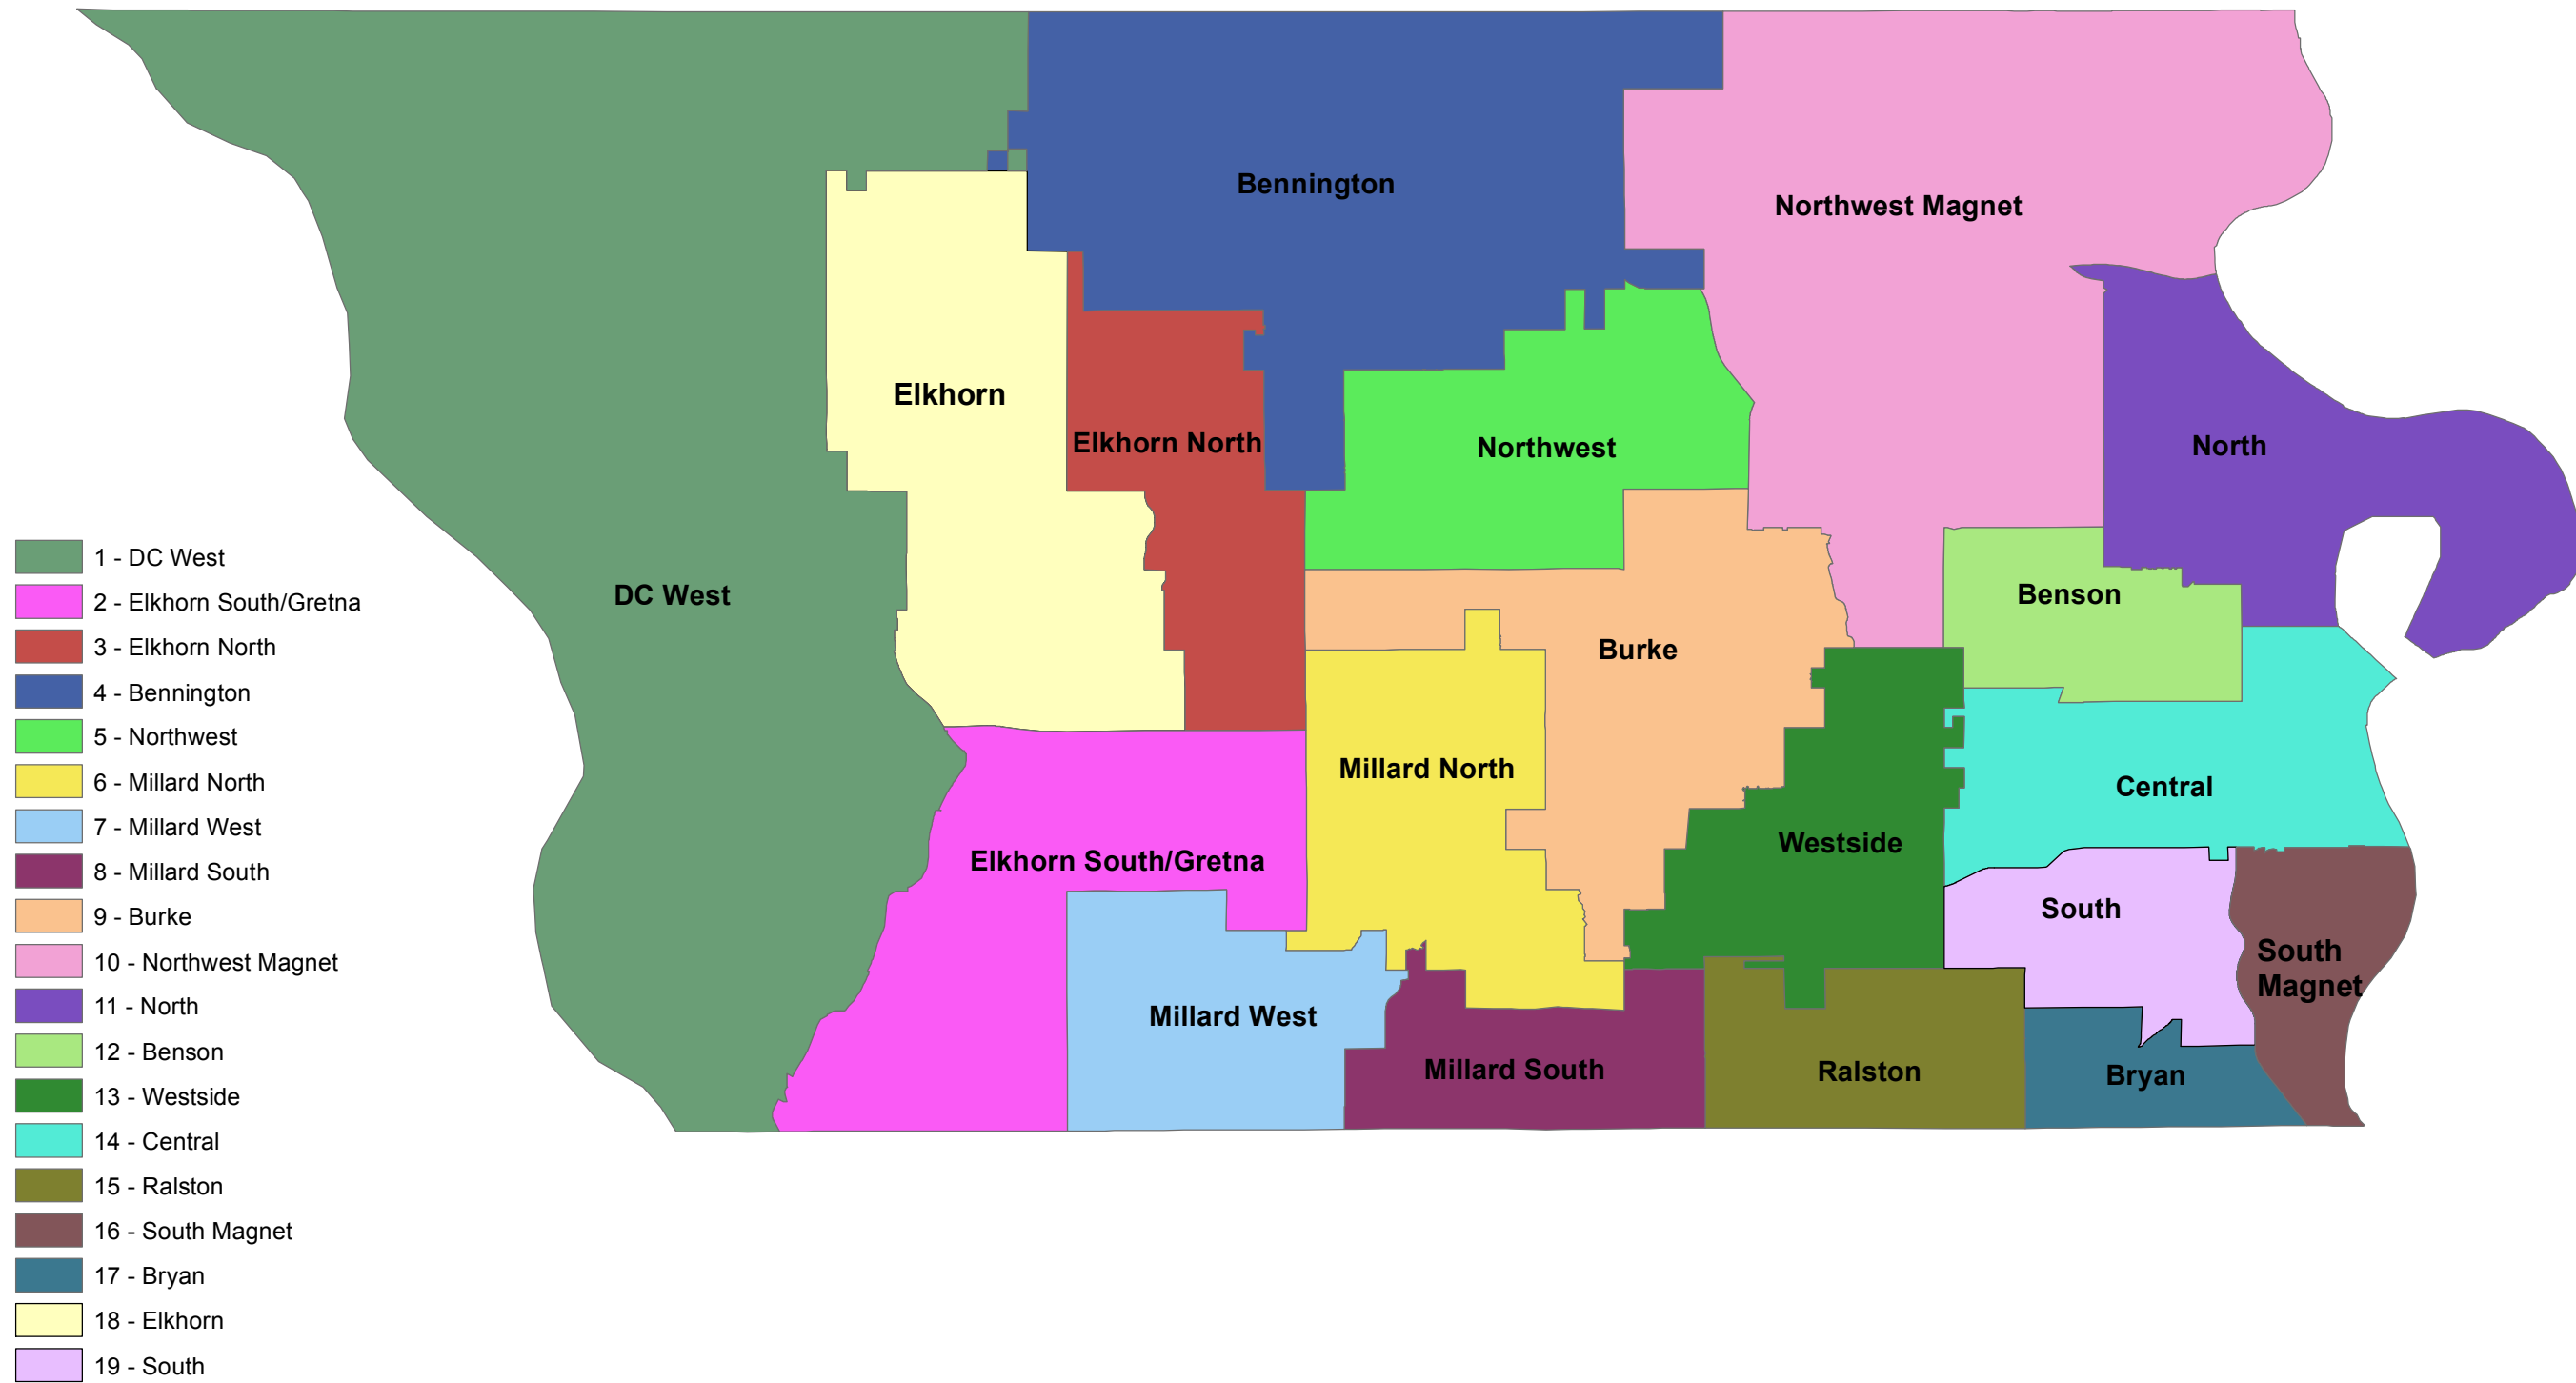 Bennington
Northwest Magnet
Elkhorn
Elkhorn North
Northwest
North
DC West
Benson
Burke
Millard North
Central
Westside
Elkhorn South/Gretna
South
South
Magnet
Millard West
Millard South
Ralston
Bryan
1 - DC West
2 - Elkhorn South/Gretna
3 - Elkhorn North
4 - Bennington
5 - Northwest
6 - Millard North
7 - Millard West
8 - Millard South
9 - Burke
10 - Northwest Magnet
11 - North
12 - Benson
13 - Westside
14 - Central
15 - Ralston
16 - South Magnet
17 - Bryan
18 - Elkhorn
19 - South